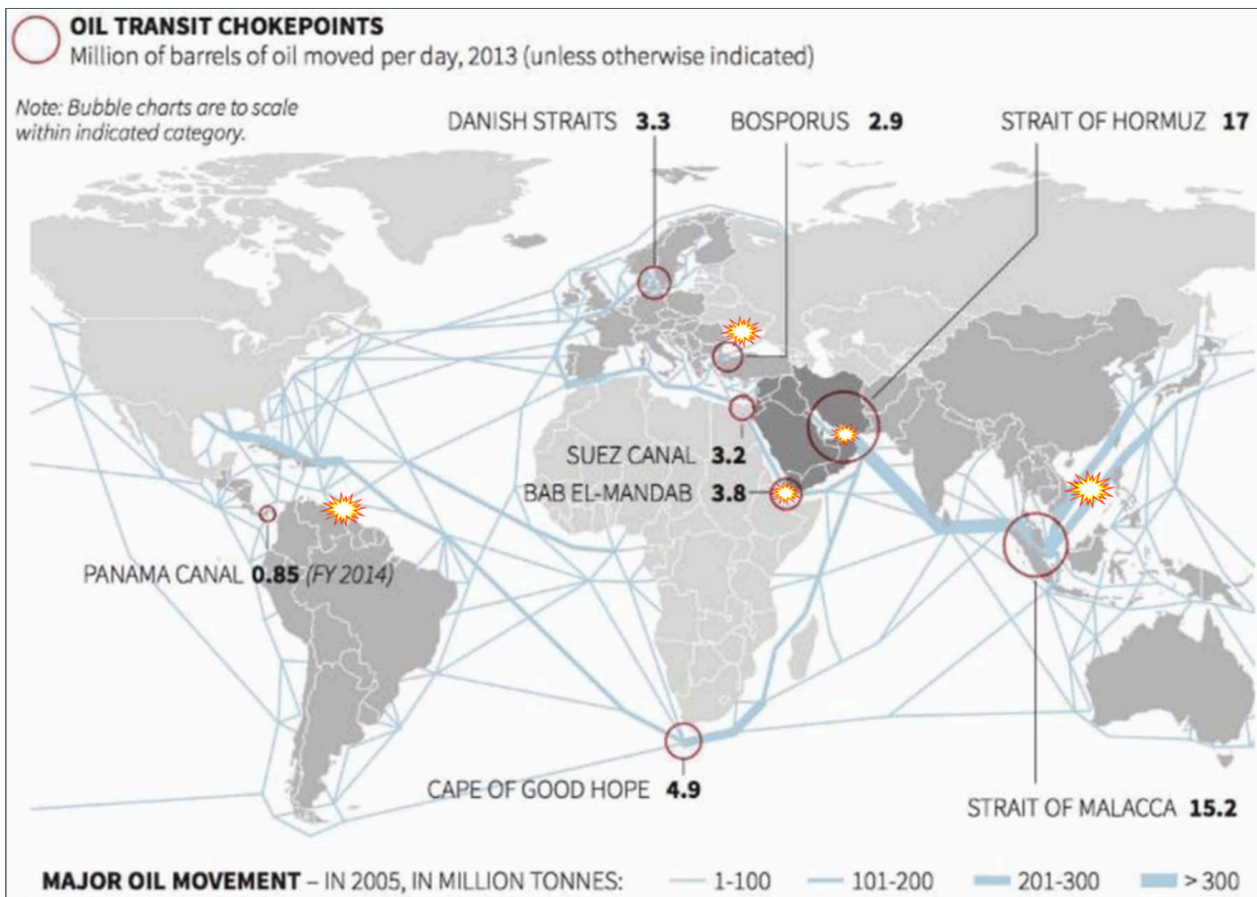 OIL TRANSIT CHOKEPOINTS
Million of barrels of oil moved per day, 2013 (unless otherwise indicated)
Note: Bubble charts are to scale
within indicated category.
DANISH STRAITS 3.3
BOSPORUS 2.9
STRAIT OF HORMUZ 17
SUEZ CANAL 3.2
BAB EL-MANDAB 3.8
PANAMA CANAL 0.85 (FY 2014)
CAPE OF GOOD HOPE 4.9
STRAIT OF MALACCA 15.2
MAJOR OIL MOVEMENT – IN 2005, IN MILLION TONNES: 1-100 101-200 201-300 > 300